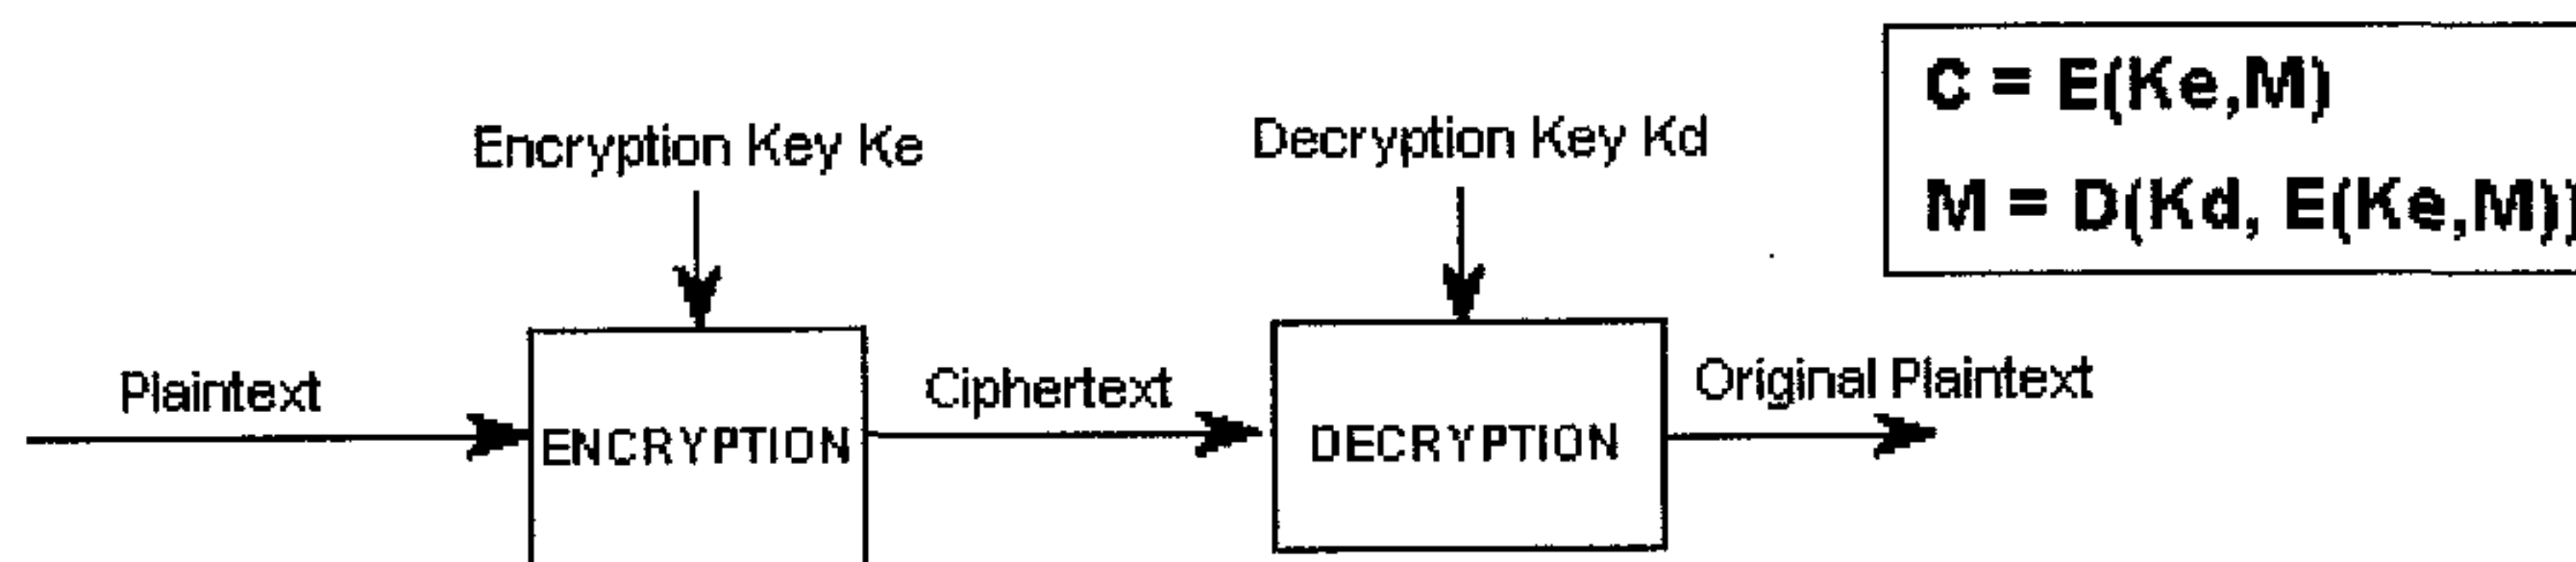 C = E(Ke,M)
M = D(Kd, E(Ke,M))
Encryption Key Ke
Decryption Key Kd
Plaintext
ENCRYPTION
Ciphertext
DECRYPTION
Original Plaintext